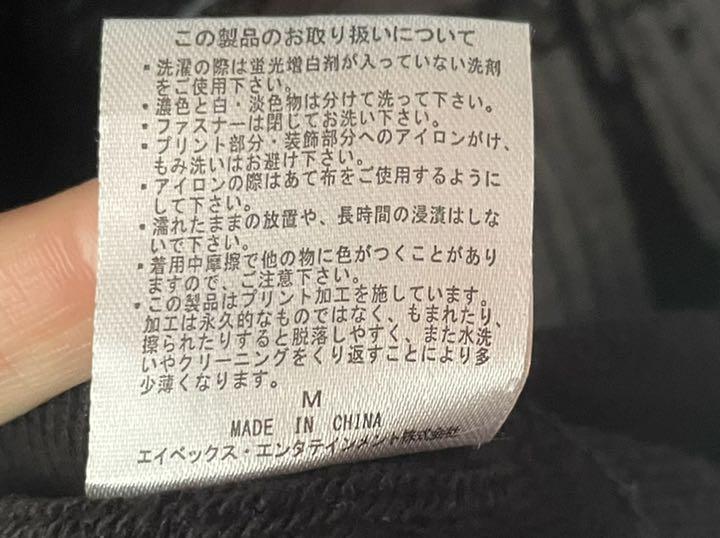 この製品のお取り扱いについて
・洗濯の際は蛍光増白剤が入っていない洗剤
をご使用下さい。
・濃色と白・淡色物は分けて洗って下さい。
・ファスナーは閉じてお洗い下さい。
・プリント部分・装飾部分へのアイロンがけ、
もみ洗いはお避け下さい。
・アイロンの際はあて布をご使用するように
して下さい。
・濡れたままの放置や、長時間の浸漬はしな
いで下さい。
・着用中摩擦で他の物に色がつくことがあり
ますので、ご注意下さい。
・この製品はプリント加工を施しています。
加工は永久的なものではなく、もまれたり、
擦られたりすると脱落しやすく、また水洗
いやクリーニングをくり返すことにより多
少薄くなります。
M
MADE IN CHINA
エイベックス・エンタテインメント株式会社